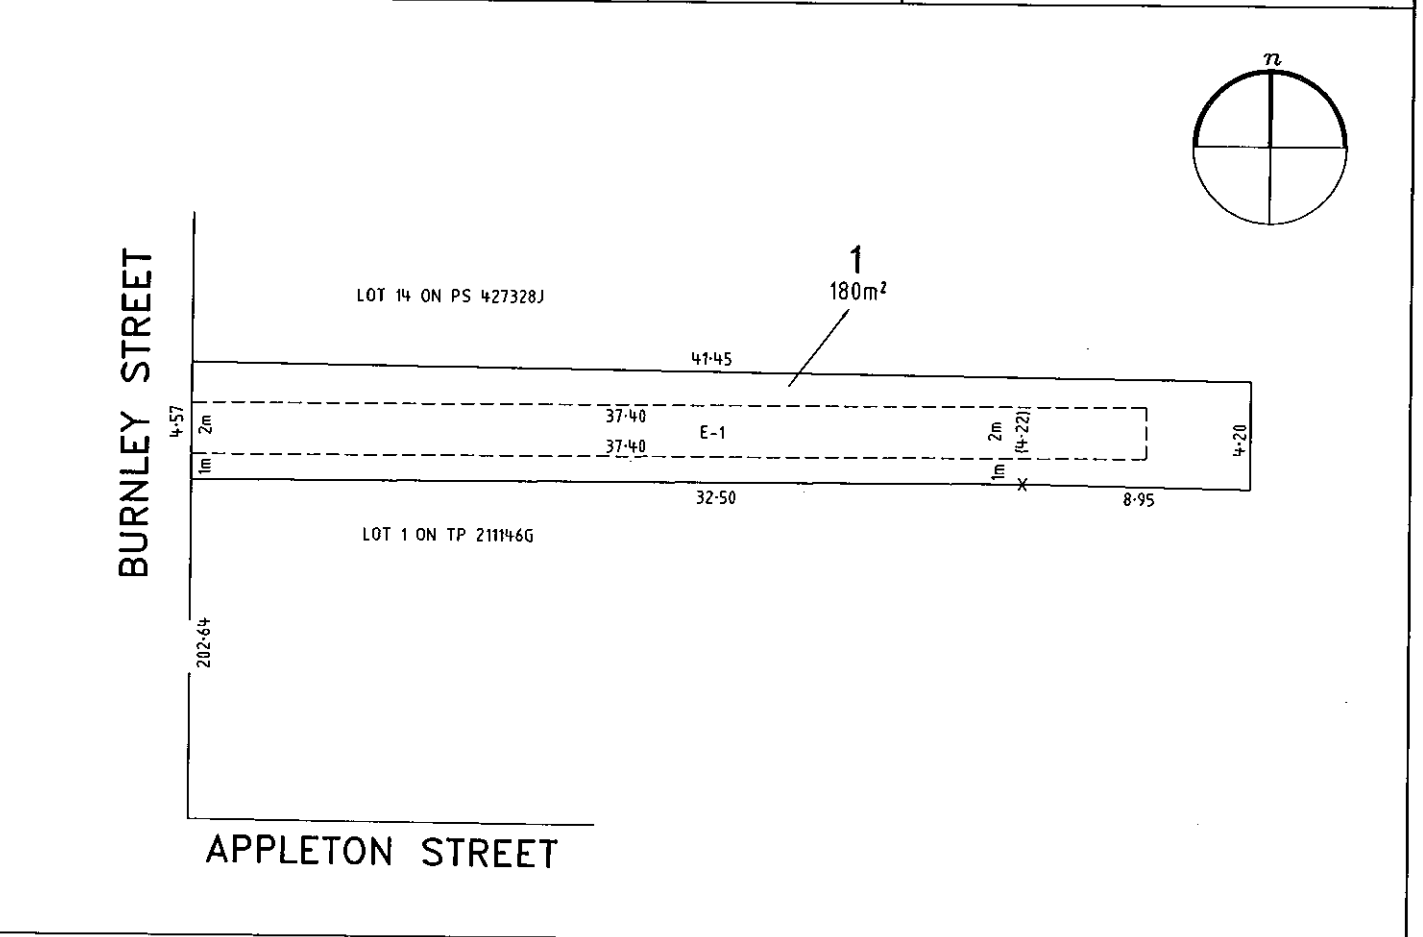 n
1
180m²
LOT 14 ON PS 427328J
41·45
BURNLEY STREET
4·57
2m
1m
37·40
E-1
37·40
2m
(4·22)
1m
4·20
X
32·50
8·95
LOT 1 ON TP 211146G
202·64
APPLETON STREET